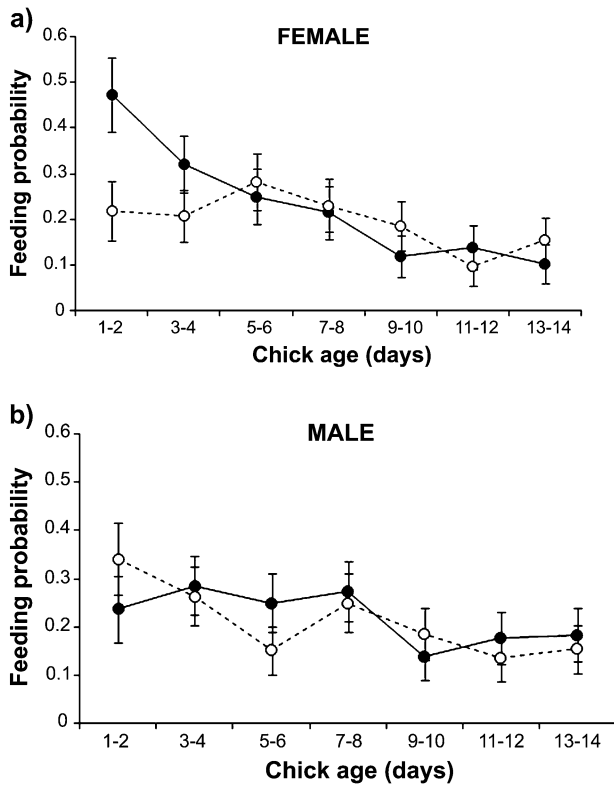 a)
FEMALE
Feeding probability
0.6
0.5
0.4
0.3
0.2
0.1
0
1-2 3-4 5-6 7-8 9-10 11-12 13-14
Chick age (days)
b)
MALE
Feeding probability
0.6
0.5
0.4
0.3
0.2
0.1
0
1-2 3-4 5-6 7-8 9-10 11-12 13-14
Chick age (days)